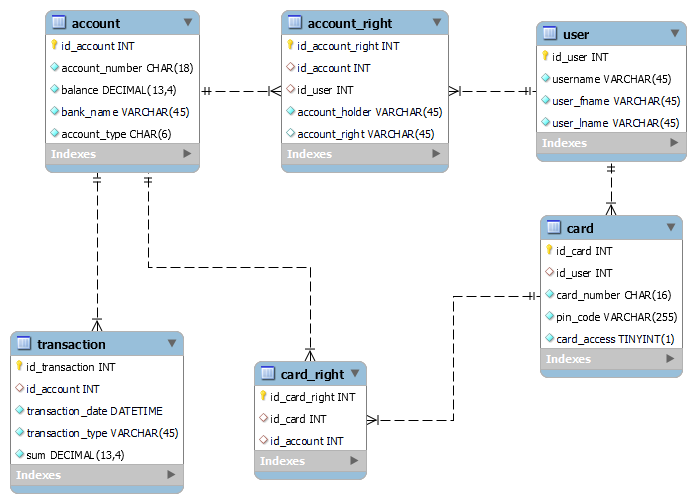 account
id_account INT
account_number CHAR(18)
balance DECIMAL(13,4)
bank_name VARCHAR(45)
account_type CHAR(6)
Indexes
account_right
id_account_right INT
id_account INT
id_user INT
account_holder VARCHAR(45)
account_right VARCHAR(45)
Indexes
user
id_user INT
username VARCHAR(45)
user_fname VARCHAR(45)
user_lname VARCHAR(45)
Indexes
card
id_card INT
id_user INT
card_number CHAR(16)
pin_code VARCHAR(255)
card_access TINYINT(1)
Indexes
transaction
id_transaction INT
id_account INT
transaction_date DATETIME
transaction_type VARCHAR(45)
sum DECIMAL(13,4)
Indexes
card_right
id_card_right INT
id_card INT
id_account INT
Indexes